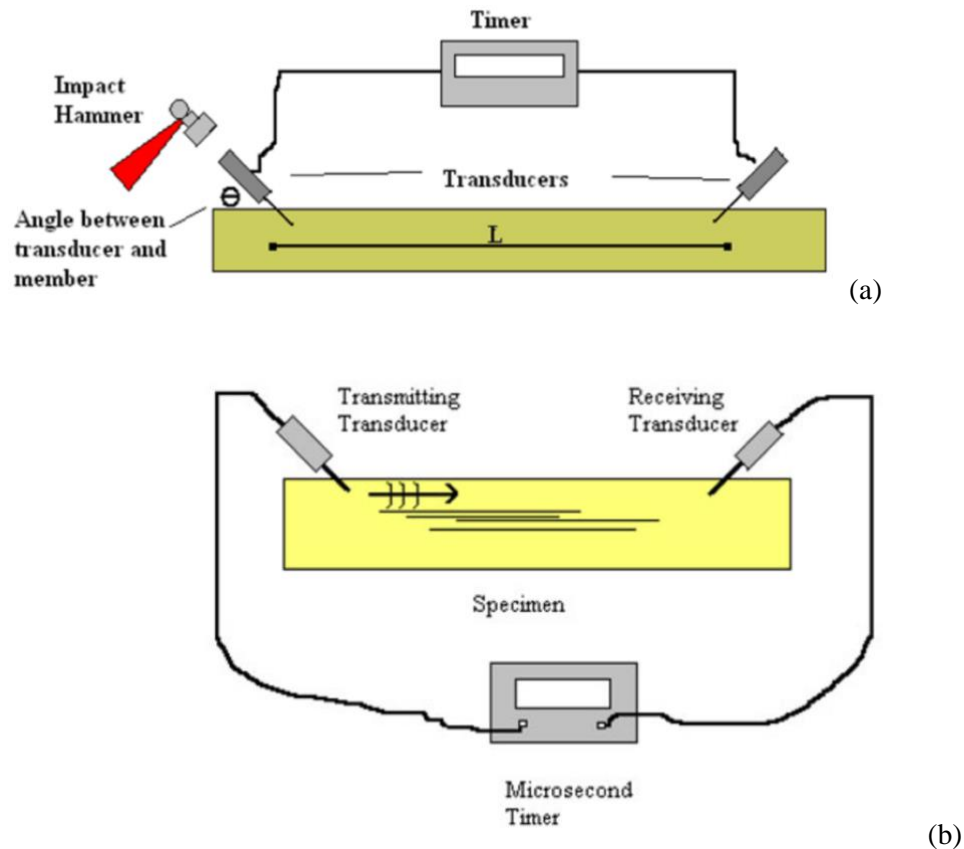 Timer
Impact
Hammer
Transducers
Θ
Angle between
transducer and
member
L
(a)
Transmitting
Transducer
Receiving
Transducer
Specimen
Microsecond
Timer
(b)